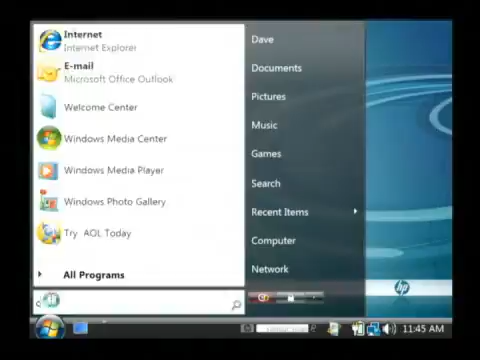 Internet
Internet Explorer
E-mail
Microsoft Office Outlook
Welcome Center
Windows Media Center
Windows Media Player
Windows Photo Gallery
Try AOL Today
All Programs
Dave
Documents
Pictures
Music
Games
Search
Recent Items
Computer
Network
hp
11:45 AM